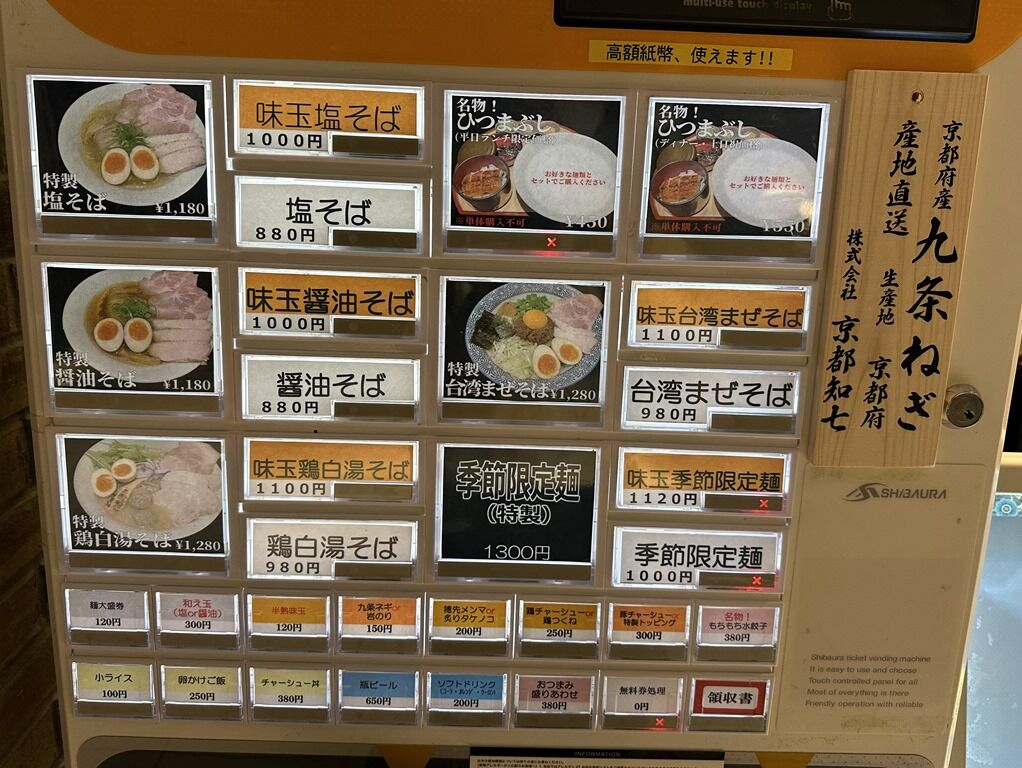 multi-use touch display
高額紙幣、使えます!!
特製
塩そば
¥1,180
味玉塩そば
1000円
塩そば
880円
名物!
ひつまぶし
お好きな麺類と
セットでご購入ください
※単体購入不可
¥450
名物!
ひつまぶし
お好きな麺類と
セットでご購入ください
※単体購入不可
¥550
特製
醤油そば
¥1,180
味玉醤油そば
1000円
醤油そば
880円
特製
台湾まぜそば
¥1,280
味玉台湾まぜそば
1100円
台湾まぜそば
980円
特製
鶏白湯そば
¥1,280
味玉鶏白湯そば
1100円
鶏白湯そば
980円
季節限定麺
(特製)
1300円
味玉季節限定麺
1120円
季節限定麺
1000円
麺大盛券
120円
和え玉
(塩or醤油)
300円
半熟味玉
120円
九条ネギor
岩のり
150円
穂先メンマor
炙りタケノコ
200円
鶏チャーシューor
鶏つくね
250円
豚チャーシューor
特製トッピング
300円
名物!
もちもち水餃子
380円
小ライス
100円
卵かけご飯
250円
チャーシュー丼
380円
瓶ビール
650円
ソフトドリンク
200円
おつまみ
盛りあわせ
380円
無料券処理
0円
領収書
京都府産
九条ねぎ
産地直送
生産地
京都府
株式会社
京都知七
SHIBAURA
Shibaura ticket vending machine
It is easy to use and choose
Touch controlled panel for all
Most of everything is there
Friendly operation with reliable
INFORMATION